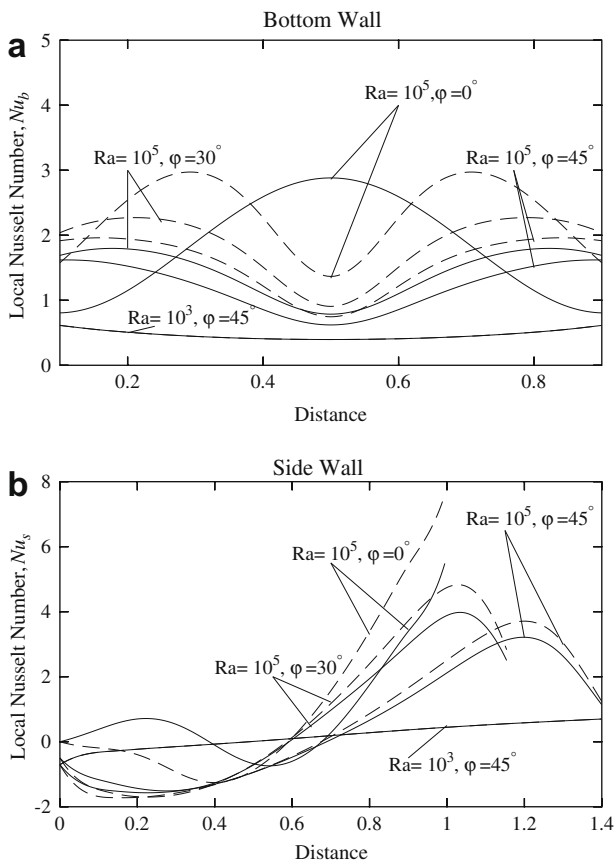 Bottom Wall
a
5
4
3
2
1
0
Local Nusselt Number, Nu_b
Ra= 10^5,φ=0°
Ra= 10^5, φ=30°
Ra= 10^5, φ=45°
Ra= 10^3, φ=45°
0.2 0.4 0.6 0.8
Distance
Side Wall
b
8
6
4
2
0
-2
Local Nusselt Number, Nu_s
Ra= 10^5, φ=45°
Ra= 10^5, φ=0°
Ra= 10^5, φ=30°
Ra= 10^3, φ=45°
0 0.2 0.4 0.6 0.8 1 1.2 1.4
Distance